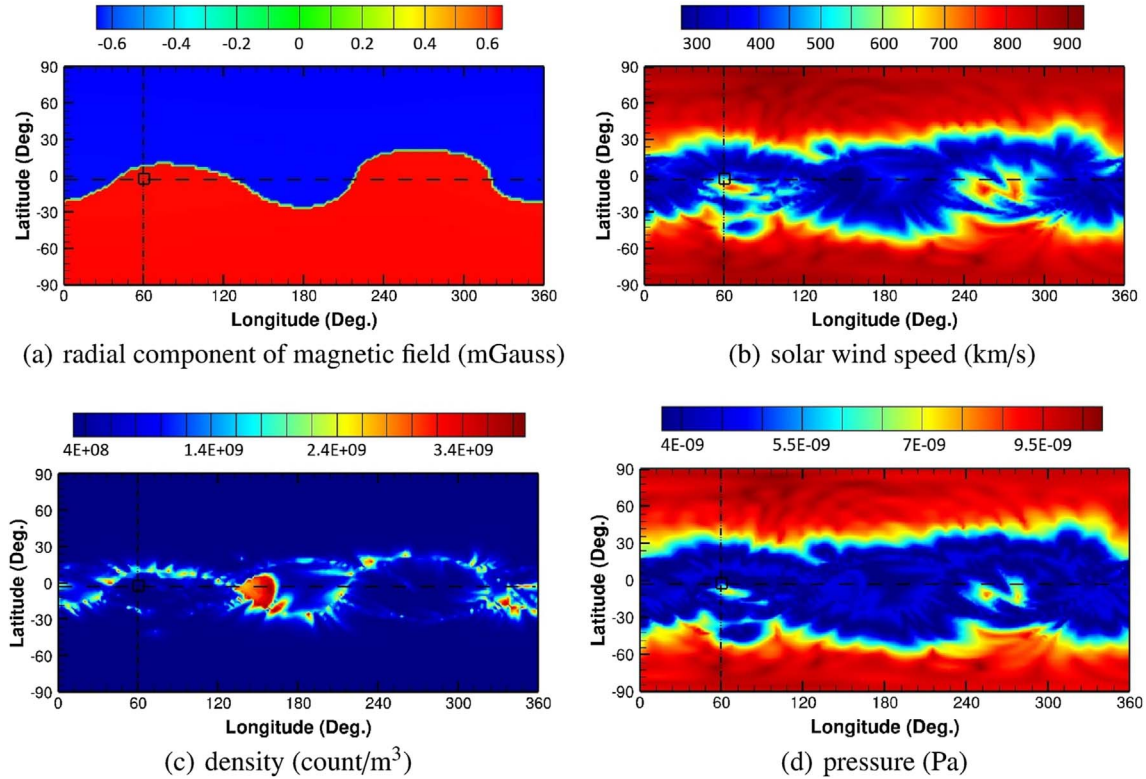 -0.6 -0.4 -0.2 0 0.2 0.4 0.6
90
60
30
0
-30
-60
-90
Latitude (Deg.)
0 60 120 180 240 300 360
Longitude (Deg.)
(a) radial component of magnetic field (mGauss)
300 400 500 600 700 800 900
90
60
30
0
-30
-60
-90
Latitude (Deg.)
0 60 120 180 240 300 360
Longitude (Deg.)
(b) solar wind speed (km/s)
4E+08 1.4E+09 2.4E+09 3.4E+09
90
60
30
0
-30
-60
-90
Latitude (Deg.)
0 60 120 180 240 300 360
Longitude (Deg.)
(c) density (count/m³)
4E-09 5.5E-09 7E-09 9.5E-09
90
60
30
0
-30
-60
-90
Latitude (Deg.)
0 60 120 180 240 300 360
Longitude (Deg.)
(d) pressure (Pa)